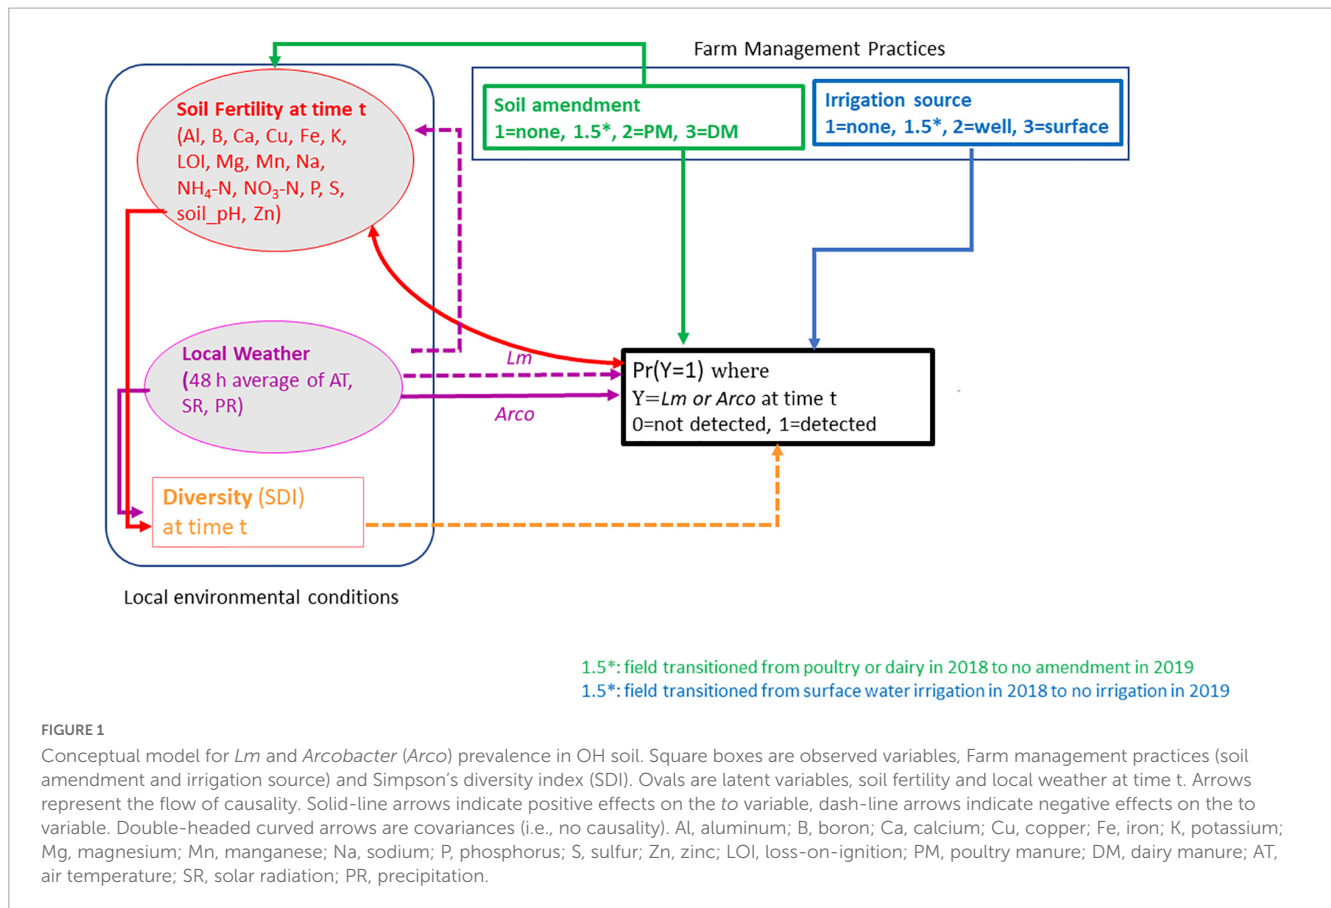 Farm Management Practices
Soil Fertility at time t
(Al, B, Ca, Cu, Fe, K,
LOI, Mg, Mn, Na,
NH₄-N, NO₃-N, P, S,
soil_pH, Zn)
Soil amendment
1=none, 1.5*, 2=PM, 3=DM
Irrigation source
1=none, 1.5*, 2=well, 3=surface
Local Weather
(48 h average of AT,
SR, PR)
Lm
Arco
Pr(Y=1) where
Y=Lm or Arco at time t
0=not detected, 1=detected
Diversity (SDI)
at time t
Local environmental conditions
1.5*: field transitioned from poultry or dairy in 2018 to no amendment in 2019
1.5*: field transitioned from surface water irrigation in 2018 to no irrigation in 2019
FIGURE 1
Conceptual model for Lm and Arcobacter (Arco) prevalence in OH soil. Square boxes are observed variables, Farm management practices (soil
amendment and irrigation source) and Simpson's diversity index (SDI). Ovals are latent variables, soil fertility and local weather at time t. Arrows
represent the flow of causality. Solid-line arrows indicate positive effects on the to variable, dash-line arrows indicate negative effects on the to
variable. Double-headed curved arrows are covariances (i.e., no causality). Al, aluminum; B, boron; Ca, calcium; Cu, copper; Fe, iron; K, potassium;
Mg, magnesium; Mn, manganese; Na, sodium; P, phosphorus; S, sulfur; Zn, zinc; LOI, loss-on-ignition; PM, poultry manure; DM, dairy manure; AT,
air temperature; SR, solar radiation; PR, precipitation.